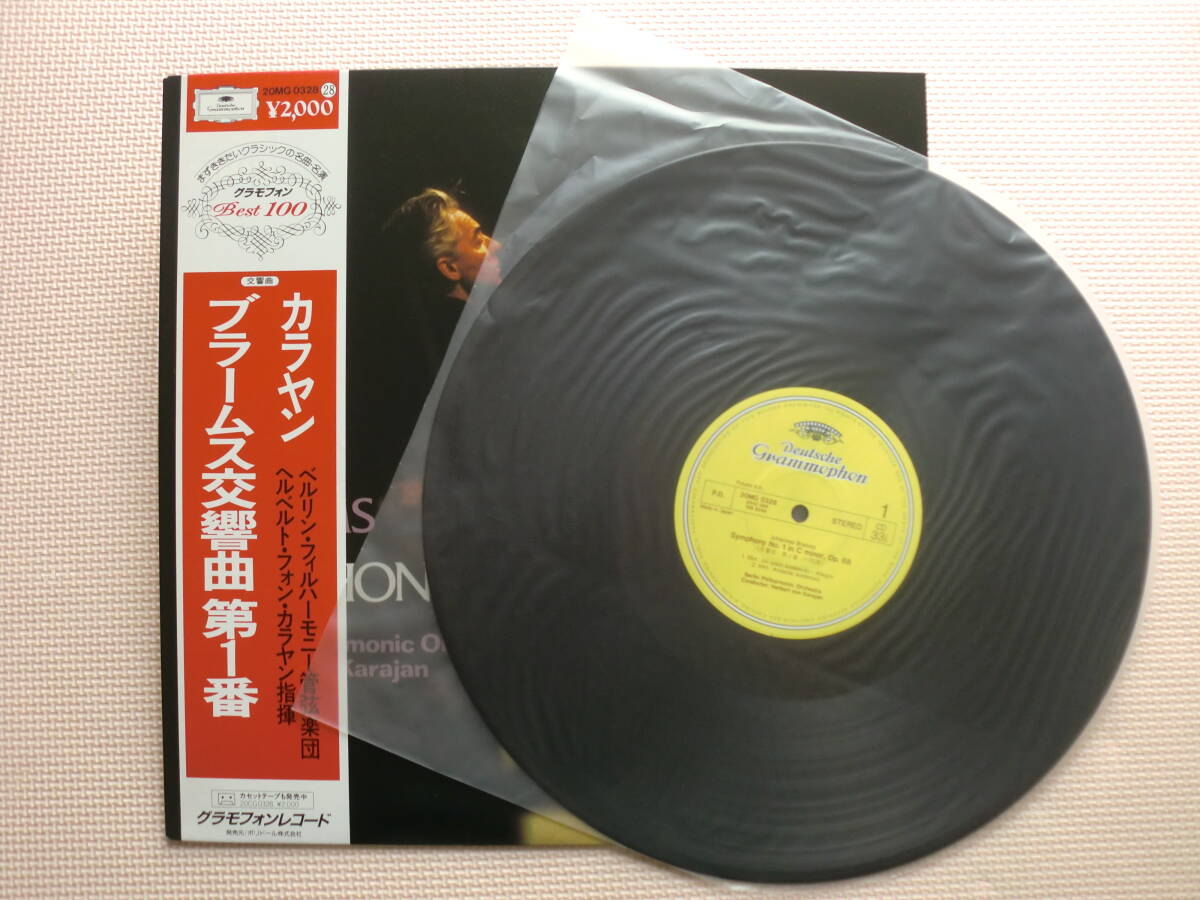 Deutsche
Grammophon
20MG 0328 28
¥2,000
まずききたいクラシックの名曲・名演
グラモフォン
Best 100
交響曲
カラヤン
ブラームス交響曲第1番
ベルリン・フィルハーモニー管弦楽団
ヘルベルト・フォン・カラヤン指揮
カセットテープも発売中
20CG0328 ¥2,000
グラモフォンレコード
発売元/ポリドール株式会社
AS
HON
monic Or
Karajan
Deutsche
Grammophon
20MG 0328
Made in Japan
1
STEREO
33
Johannes Brahms
Symphony No. 1 in C minor, Op. 68
Berlin Philharmonic Orchestra
Conductor: Herbert von Karajan